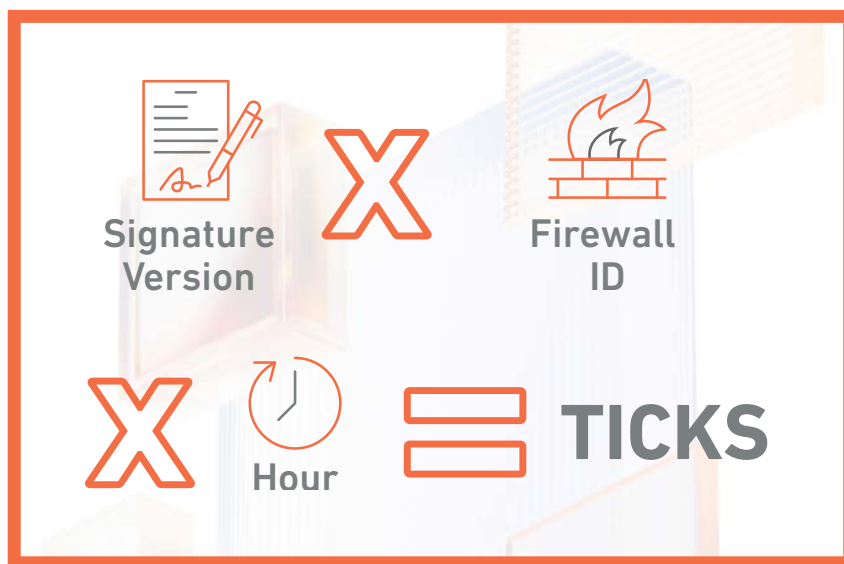 Signature
Version
X
Firewall
ID
X
Hour
=
TICKS